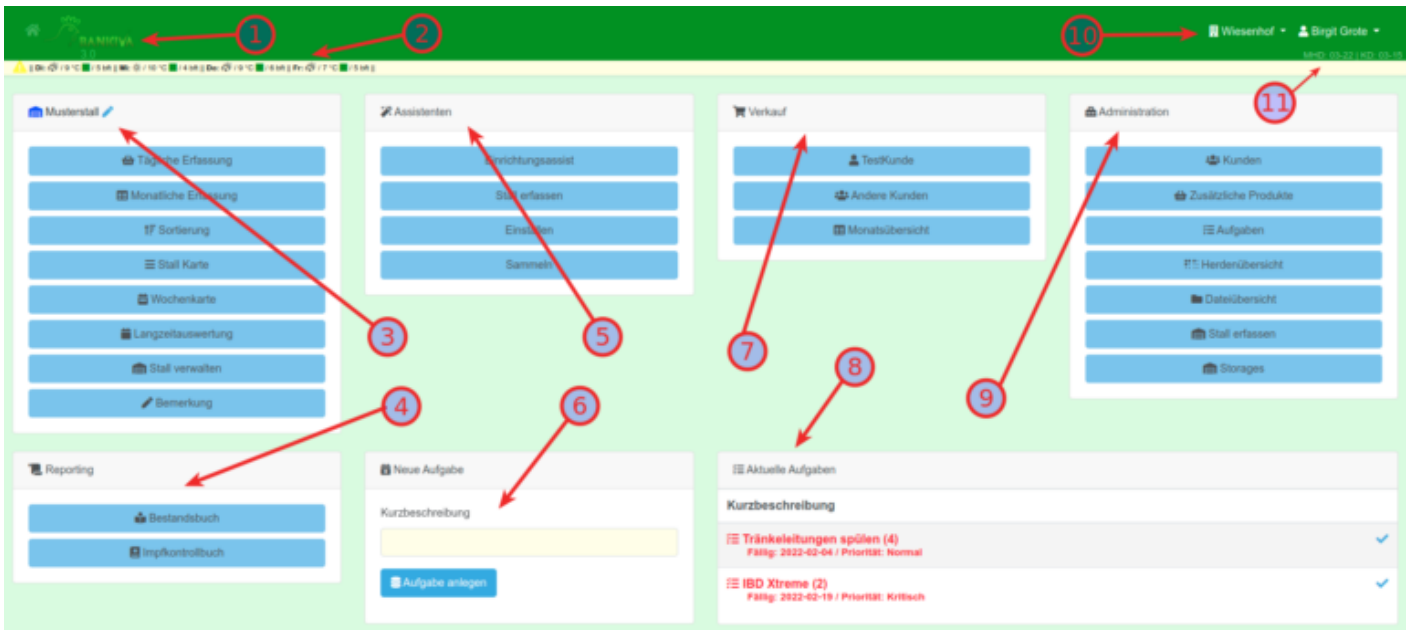 1
2
10
Wiesenhof
Birgit Grote
RANIOVA
3.0
MHD: 03-22 | KD: 03-15
11
Musterstall
Tägliche Erfassung
Monatliche Erfassung
Sortierung
Stall Karte
Wochenkarte
Langzeitauswertung
Stall verwalten
Bemerkung
3
4
Assistenten
Einrichtungsassist
Stall erfassen
Einstallen
Sammeln
5
6
Verkauf
TestKunde
Andere Kunden
Monatsübersicht
7
8
Administration
Kunden
Zusätzliche Produkte
Aufgaben
Herdenübersicht
Dateiübersicht
Stall erfassen
Storages
9
Reporting
Bestandsbuch
Impfkontrollbuch
Neue Aufgabe
Kurzbeschreibung
Aufgabe anlegen
Aktuelle Aufgaben
Kurzbeschreibung
Tränkeleitungen spülen (4)
Fällig: 2022-02-04 / Priorität: Normal
IBD Xtreme (2)
Fällig: 2022-02-19 / Priorität: Kritisch